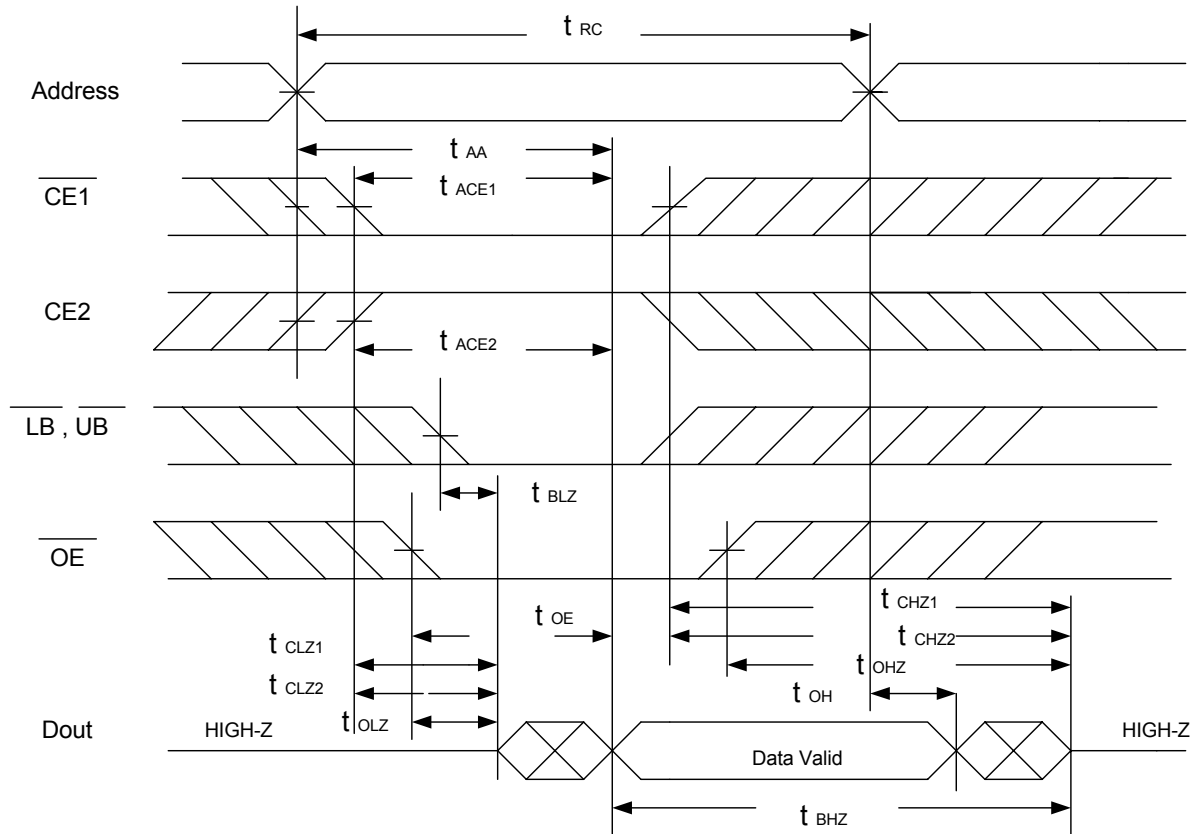 t RC
Address
t AA
CE1
t ACE1
CE2
t ACE2
LB , UB
t BLZ
OE
t CHZ1
t OE
t CLZ1
t CHZ2
t OHZ
t CLZ2
t OH
t OLZ
Dout
HIGH-Z
HIGH-Z
Data Valid
t BHZ